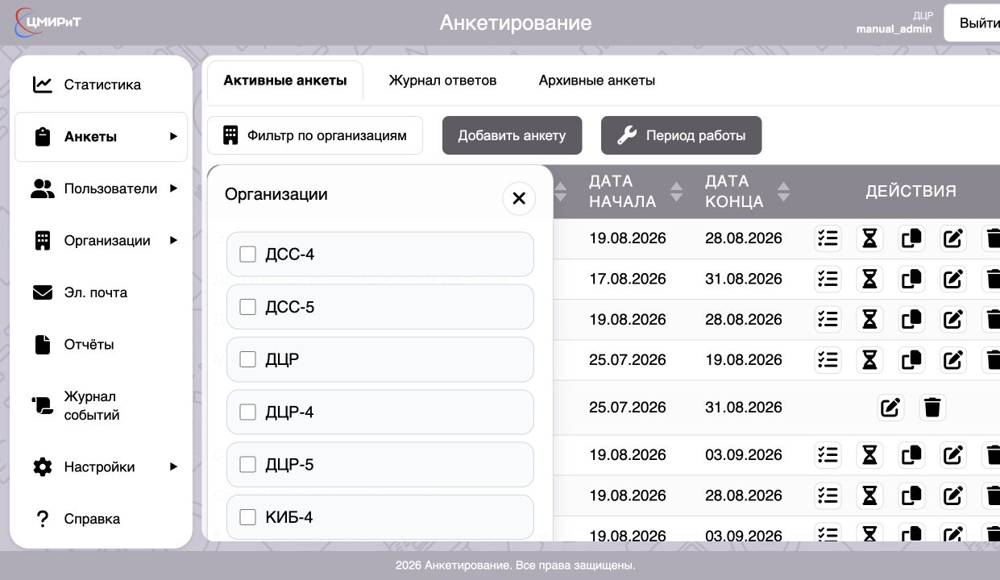 ЦМИРиТ
Анкетирование
ДЦР
manual_admin
Выйти
Статистика
Анкеты
Пользователи
Организации
Эл. почта
Отчёты
Журнал
событий
Настройки
Справка
Активные анкеты
Журнал ответов
Архивные анкеты
Фильтр по организациям
Добавить анкету
Период работы
Организации
ДСС-4
ДСС-5
ДЦР
ДЦР-4
ДЦР-5
КИБ-4
ДАТА НАЧАЛА
ДАТА КОНЦА
ДЕЙСТВИЯ
19.08.2026 28.08.2026
17.08.2026 31.08.2026
19.08.2026 28.08.2026
25.07.2026 19.08.2026
25.07.2026 31.08.2026
19.08.2026 03.09.2026
19.08.2026 28.08.2026
19.08.2026 03.09.2026
2026 Анкетирование. Все права защищены.